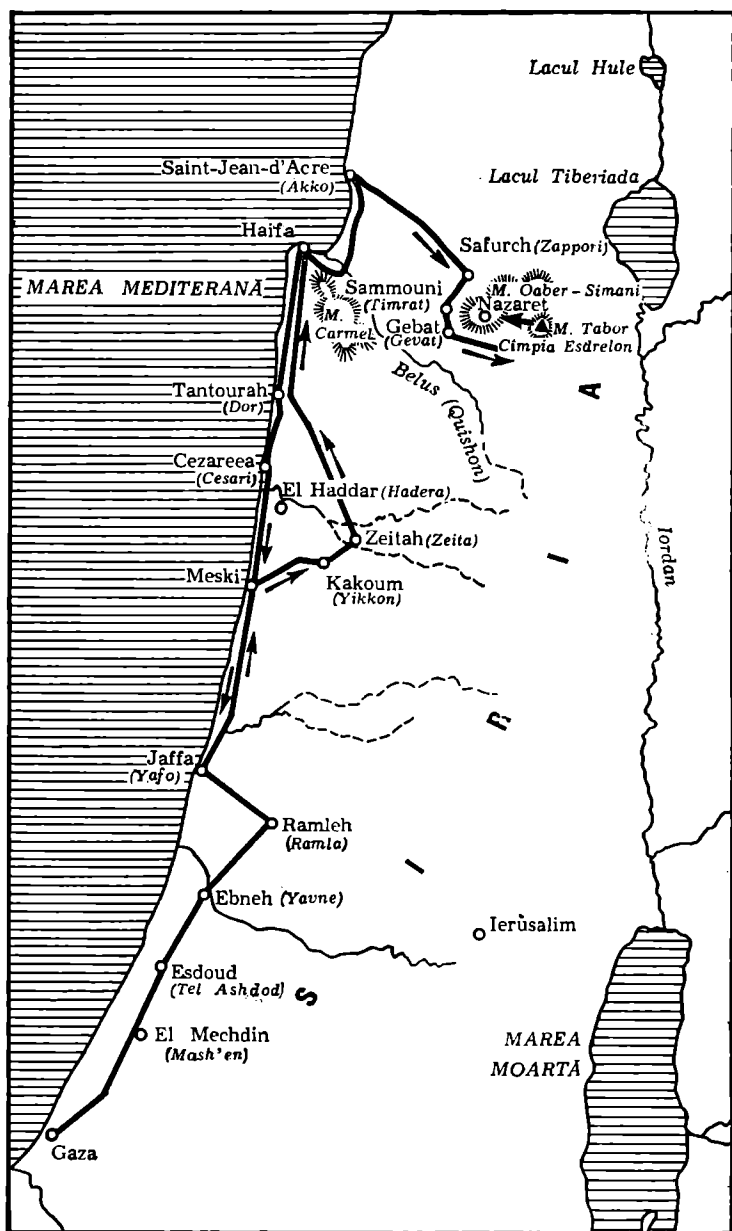 Lacul Hule
Saint-Jean-d'Acre
(Akko)
Lacul Tiberiada
Haifa
Safurch (Zappori)
MAREA MEDITERANĂ
Sammouni
(Timrat)
M. Oaber-Simani
Nazaret
M.
Carmel
Gebat
(Gevat)
M. Tabor
Cîmpia Esdrelon
Tantourah
(Dor)
Belus (Quishon)
Cezareea
(Cesari)
El Haddar (Hadera)
Zeitah (Zeita)
Iordan
Meski
Kakoum
(Yikkon)
S I R I A
Jaffa
(Yafo)
Ramleh
(Ramla)
Ebneh (Yavne)
Ierusalim
Esdoud
(Tel Ashdod)
El Mechdin
(Mash'en)
MAREA
MOARTĂ
Gaza